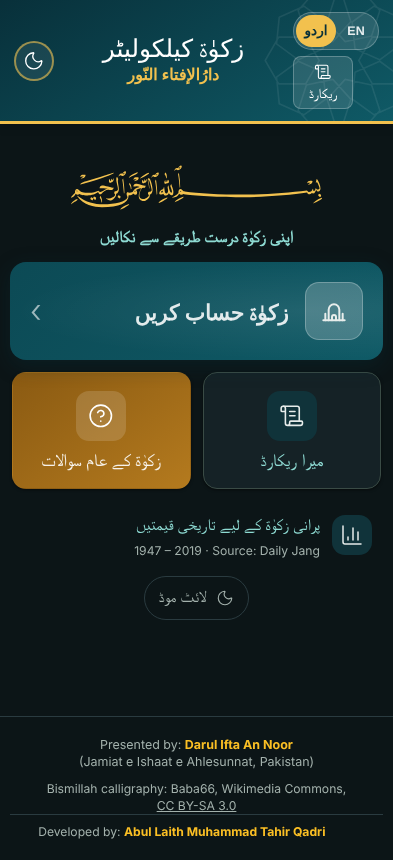 اردو EN
ریکارڈ
زکوٰۃ کیلکولیٹر
دارُالإفتاء النّور
بِسْمِ اللهِ الرَّحْمٰنِ الرَّحِيْمِ
اپنی زکوٰۃ درست طریقے سے نکالیں
زکوٰۃ حساب کریں
میرا ریکارڈ
زکوٰۃ کے عام سوالات
پرانی زکوٰۃ کے لیے تاریخی قیمتیں
1947 – 2019 · Source: Daily Jang
لائٹ موڈ
Presented by: Darul Ifta An Noor
(Jamiat e Ishaat e Ahlesunnat, Pakistan)
Bismillah calligraphy: Baba66, Wikimedia Commons,
CC BY-SA 3.0
Developed by: Abul Laith Muhammad Tahir Qadri